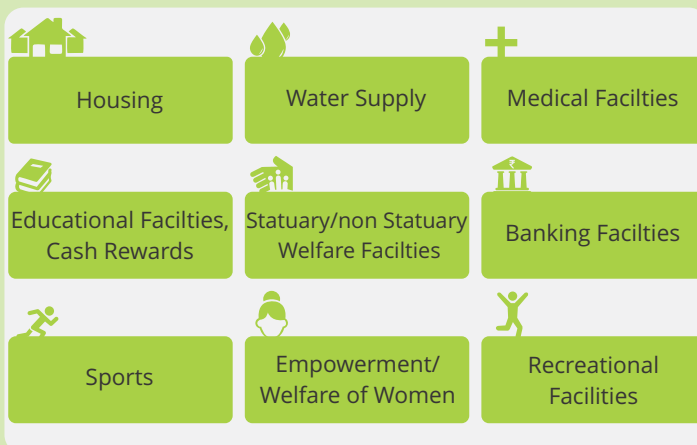 Housing
Water Supply
Medical Facilties
Educational Facilties,
Cash Rewards
Statuary/non Statuary
Welfare Facilties
₹
Banking Facilties
Sports
Empowerment/
Welfare of Women
Recreational
Facilities